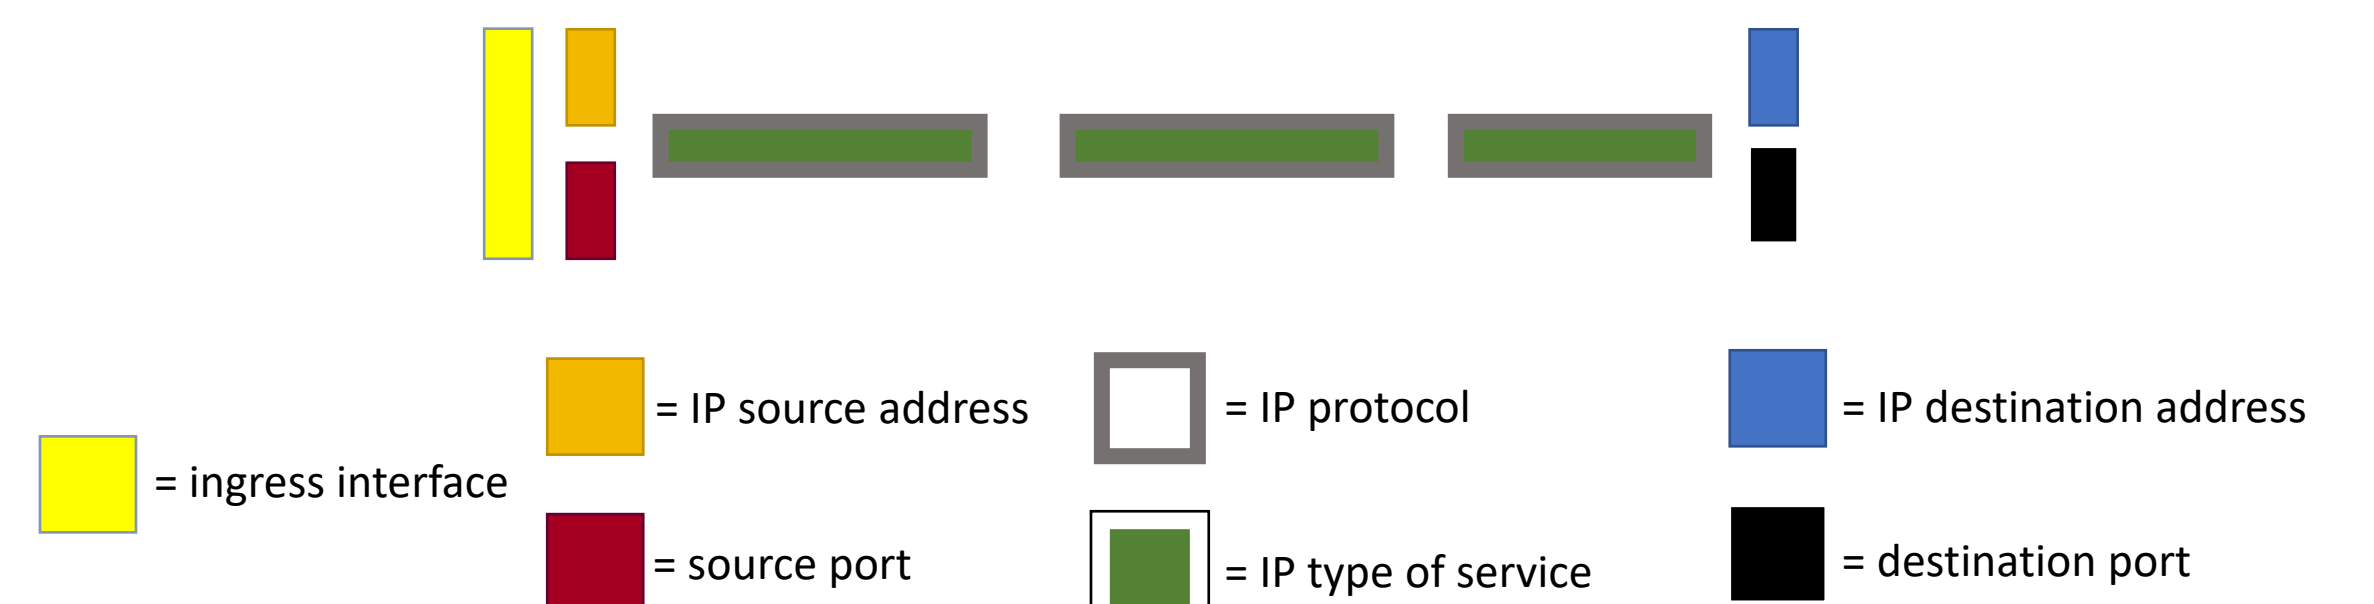 = IP source address
= IP protocol
= IP destination address
= ingress interface
= source port
= IP type of service
= destination port